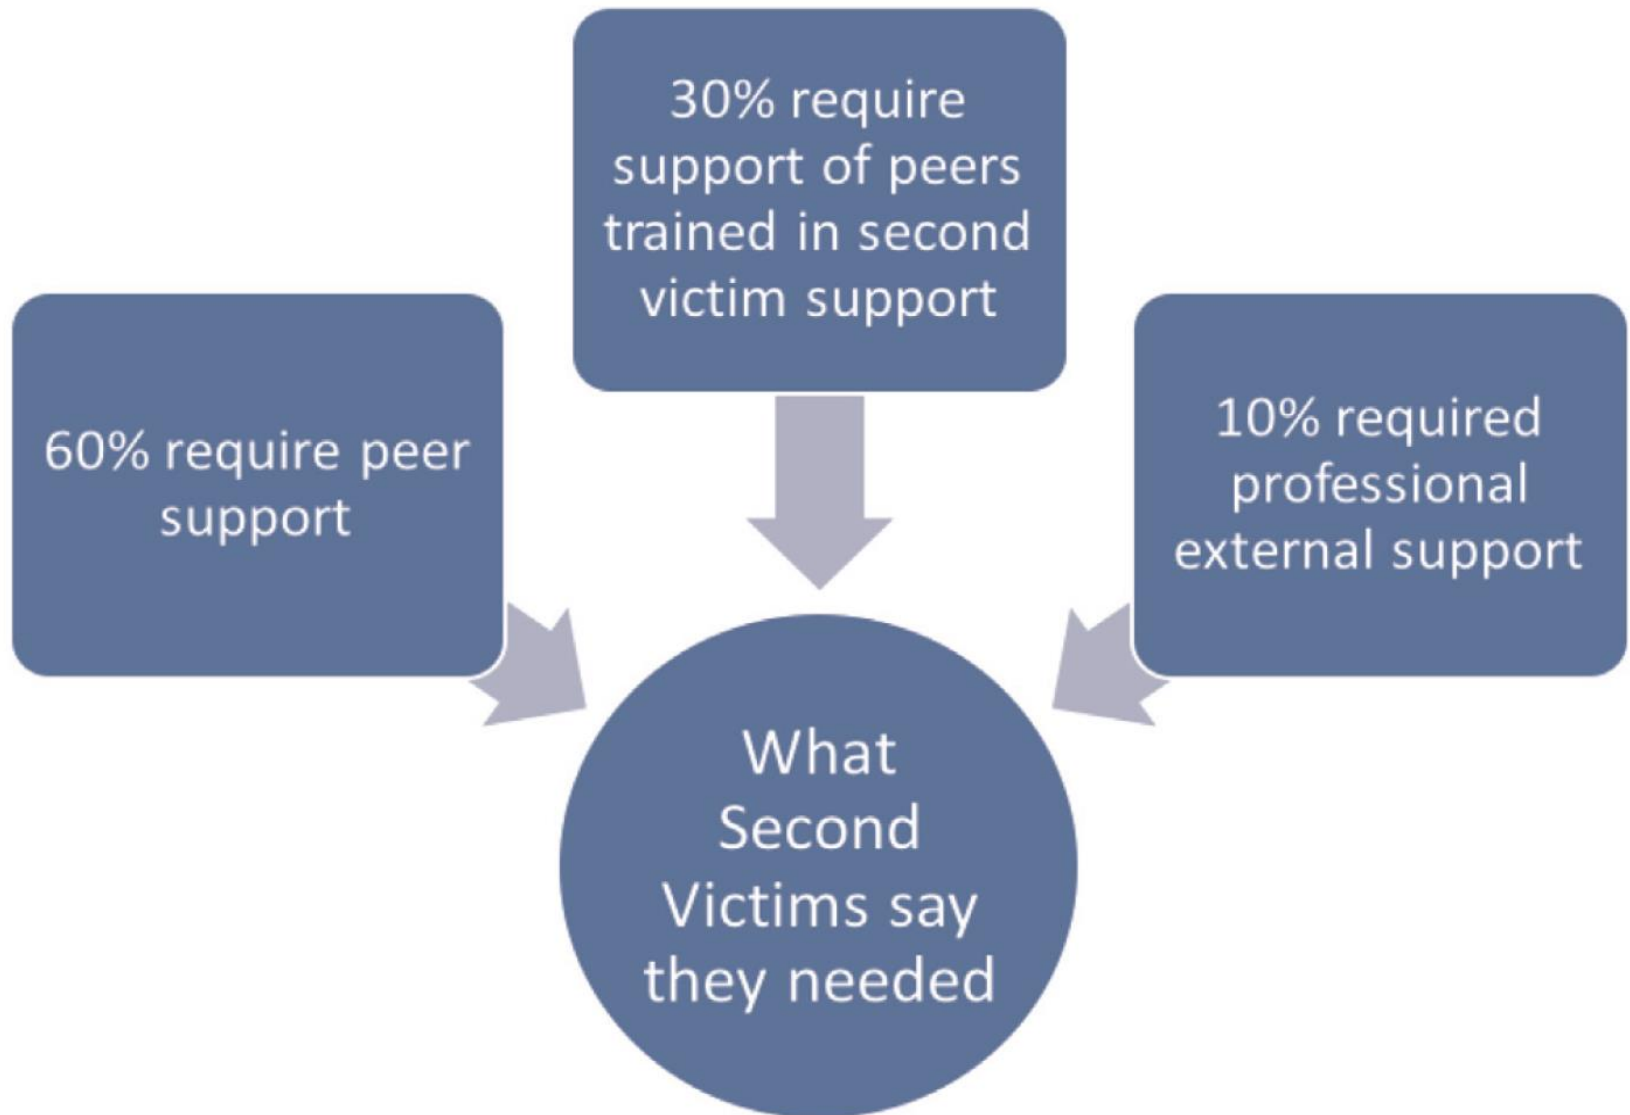 30% require
support of peers
trained in second
victim support
60% require peer
support
10% required
professional
external support
What
Second
Victims say
they needed